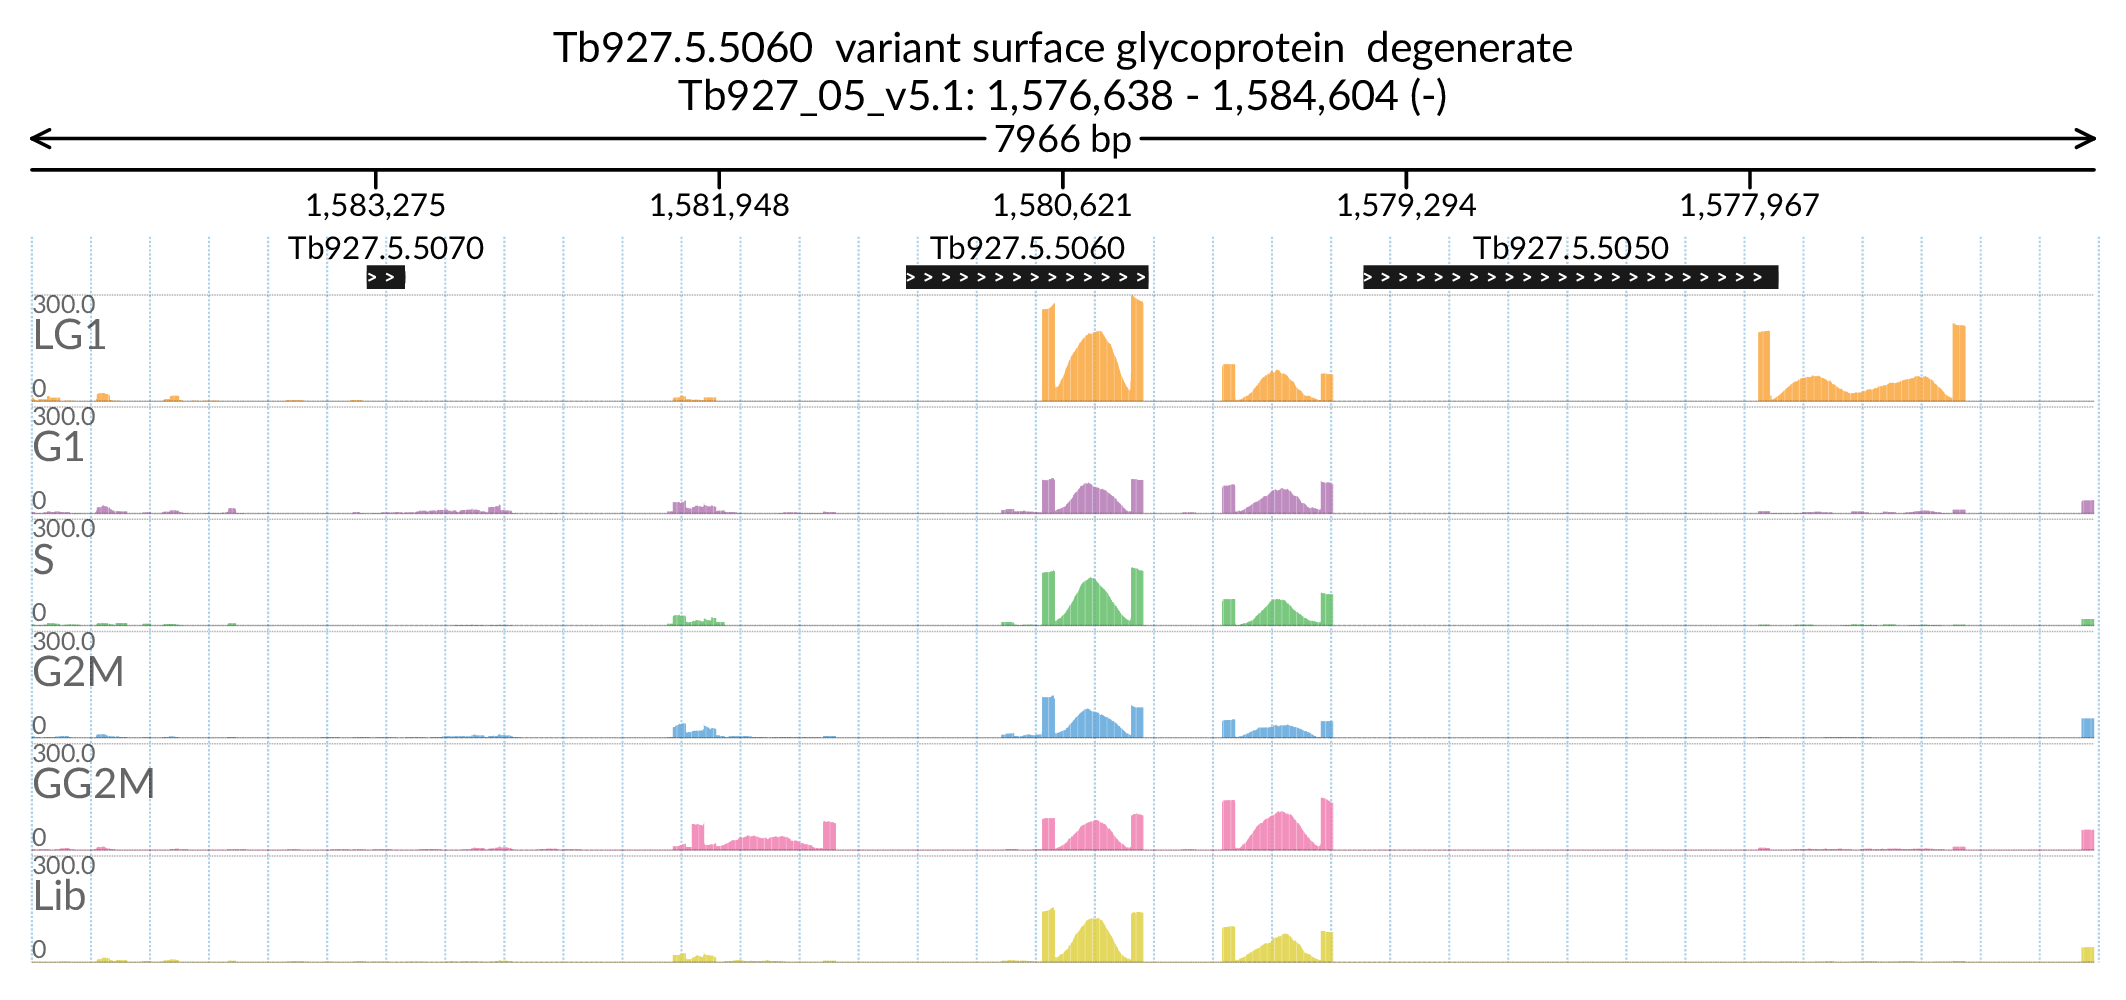 Tb927.5.5060  variant surface glycoprotein  degenerate
Tb927_05_v5.1: 1,576,638 - 1,584,604 (-)
7966 bp
1,583,275 1,581,948 1,580,621 1,579,294 1,577,967
Tb927.5.5070 Tb927.5.5060 Tb927.5.5050
300.0
LG1
0
300.0
G1
0
300.0
S
0
300.0
G2M
0
300.0
GG2M
0
300.0
Lib
0